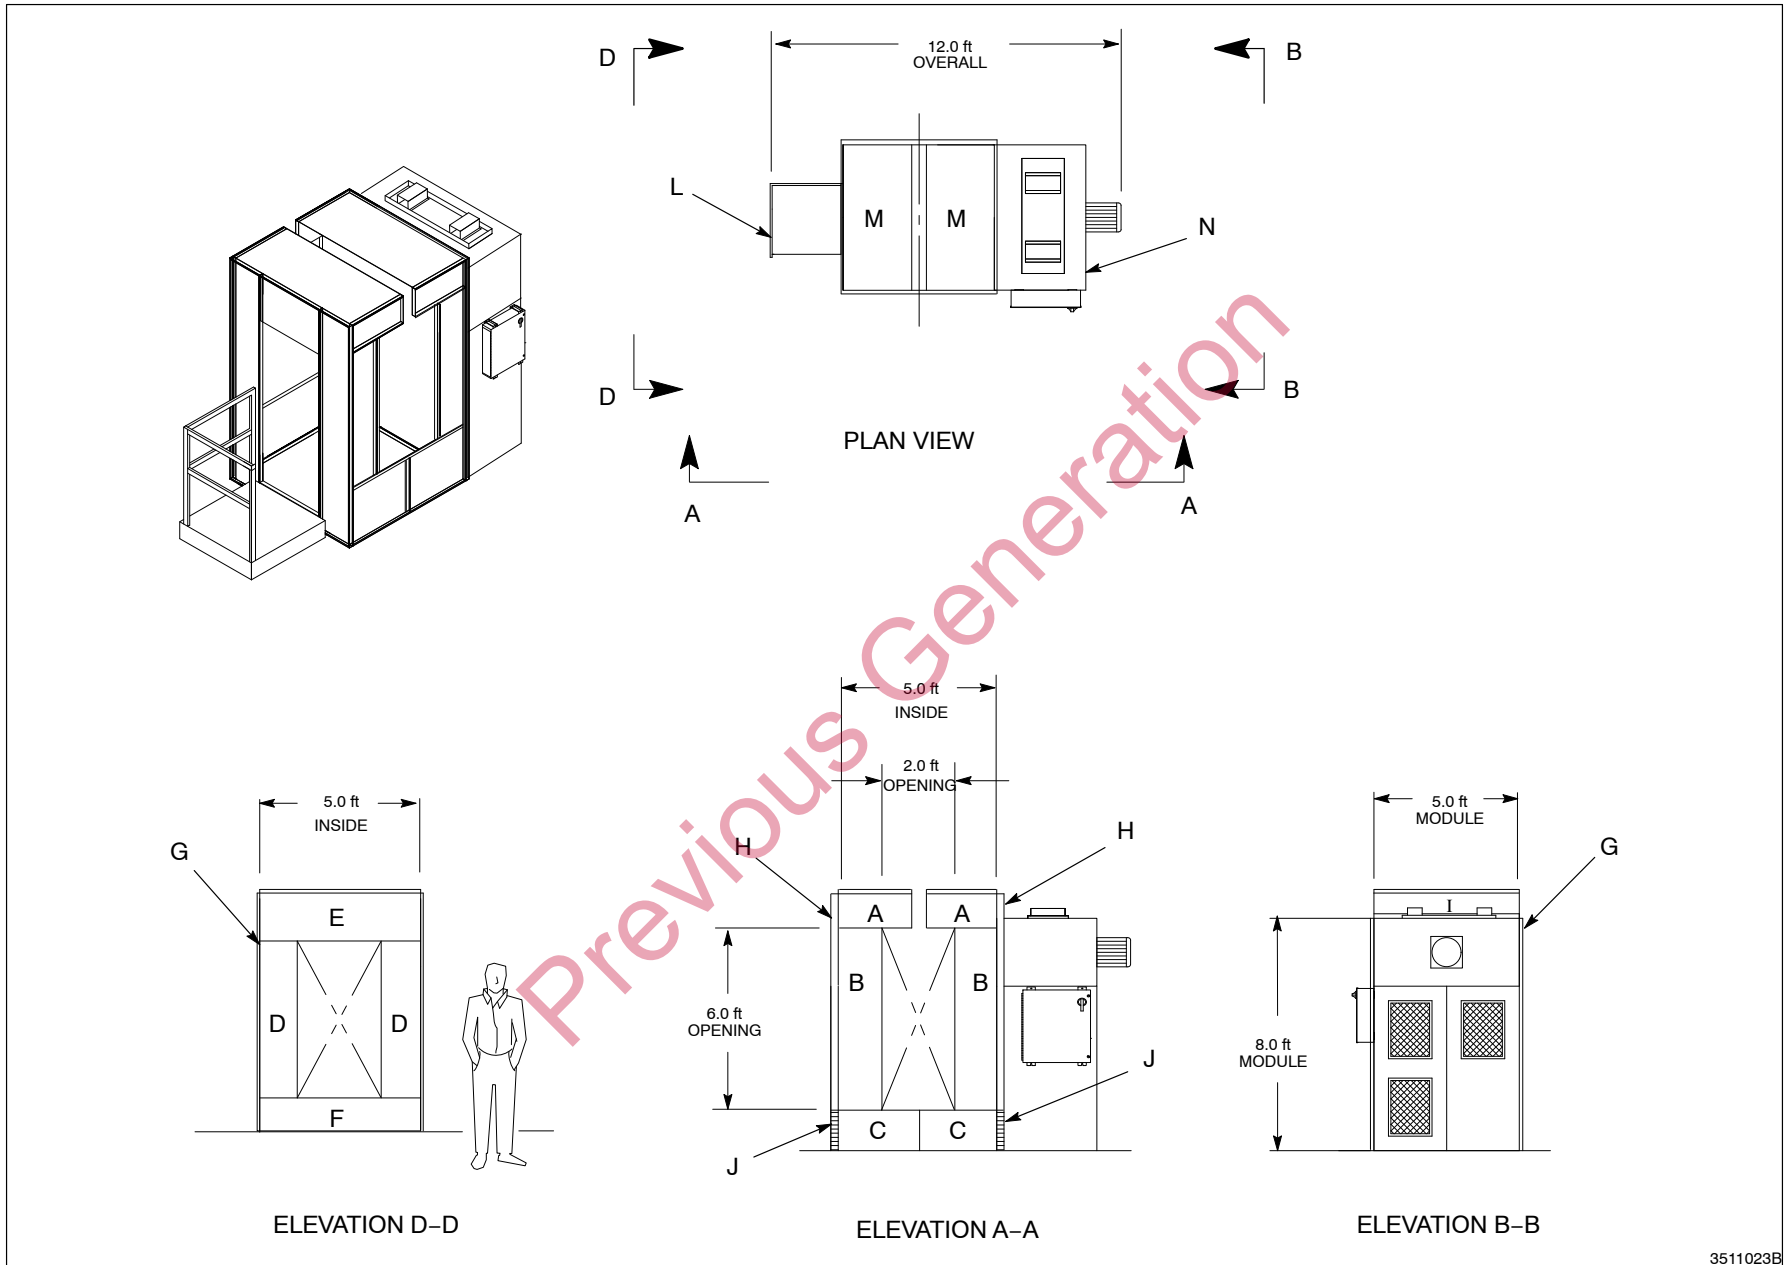 D
12.0 ft
OVERALL
B
L
M
M
N
D
B
PLAN VIEW
A
A
Previous Generation
5.0 ft
INSIDE
2.0 ft
OPENING
5.0 ft
INSIDE
5.0 ft
MODULE
G
H
H
G
E
A
A
I
6.0 ft
OPENING
B
B
D
D
8.0 ft
MODULE
F
C
C
J
J
ELEVATION D–D
ELEVATION A–A
ELEVATION B–B
3511023B